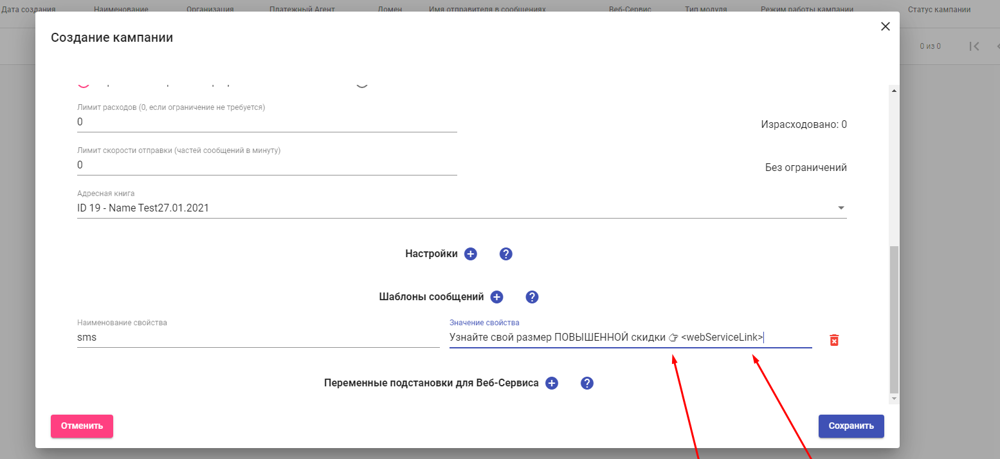 Дата создания Наименование Организация Платежный Агент Домен Имя отправителя в сообщениях Веб-Сервис Тип модуля Режим работы кампании Статус кампании
Создание кампании
0 из 0
Лимит расходов (0, если ограничение не требуется)
0 Израсходовано: 0
Лимит скорости отправки (частей сообщений в минуту)
0 Без ограничений
Адресная книга
ID 19 - Name Test27.01.2021
Настройки
Шаблоны сообщений
Наименование свойства Значение свойства
sms Узнайте свой размер ПОВЫШЕННОЙ скидки 👉 <webServiceLink>
Переменные подстановки для Веб-Сервиса
Отменить Сохранить